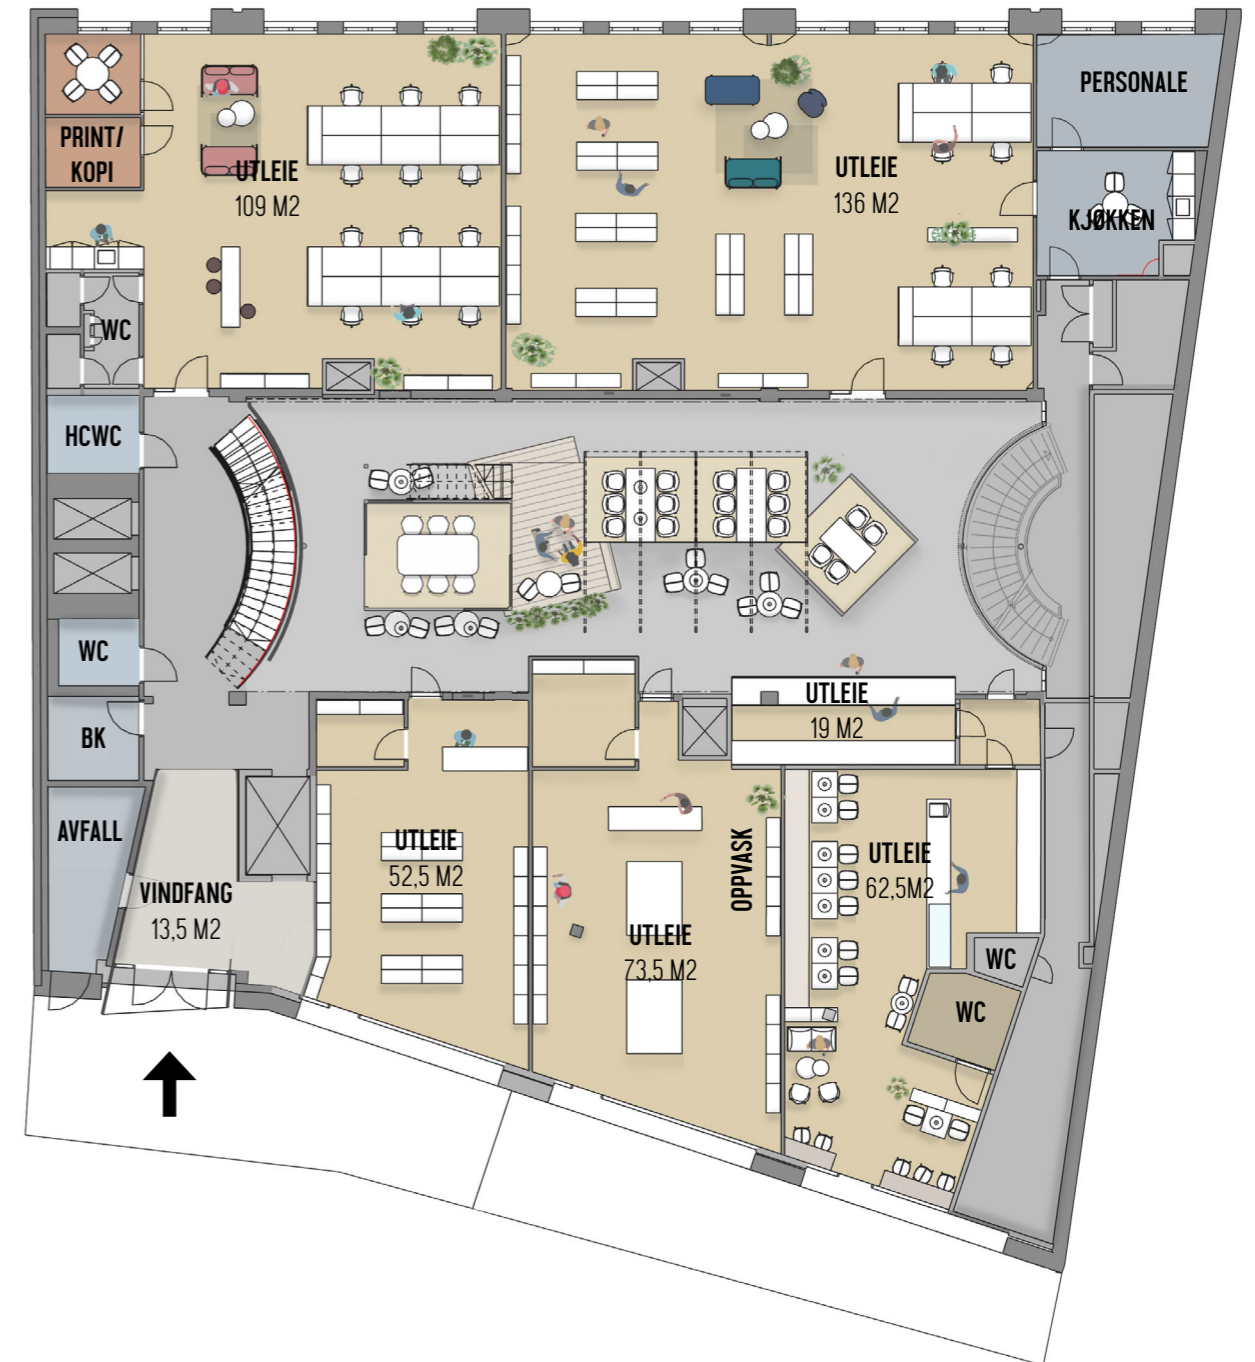 PERSONALE
PRINT/
KOPI
UTLEIE
109 M2
UTLEIE
136 M2
KJØKKEN
WC
HCWC
WC
BK
UTLEIE
19 M2
AVFALL
VINDFANG
13,5 M2
UTLEIE
52,5 M2
OPPVASK
UTLEIE
62,5M2
UTLEIE
73,5 M2
WC
WC